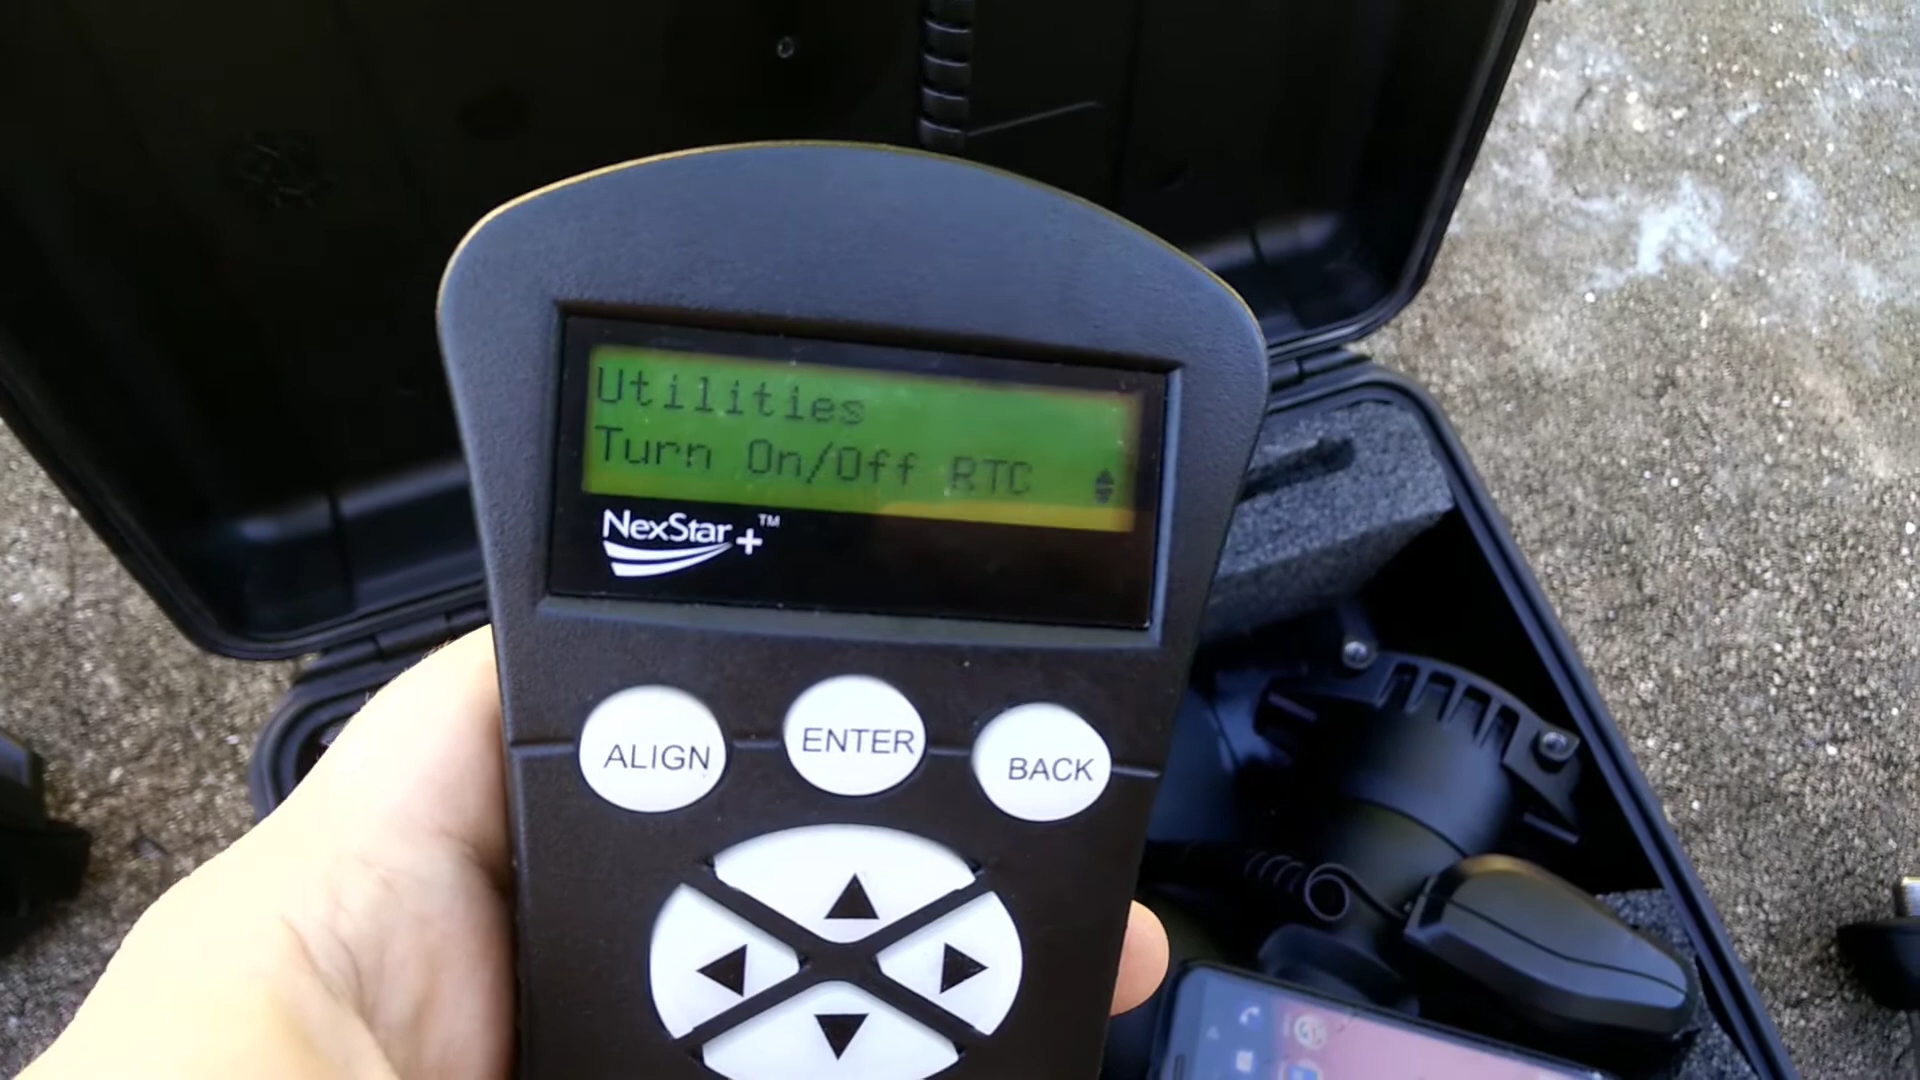 Utilities
Turn On/Off RTC
NexStar+™
ALIGN
ENTER
BACK